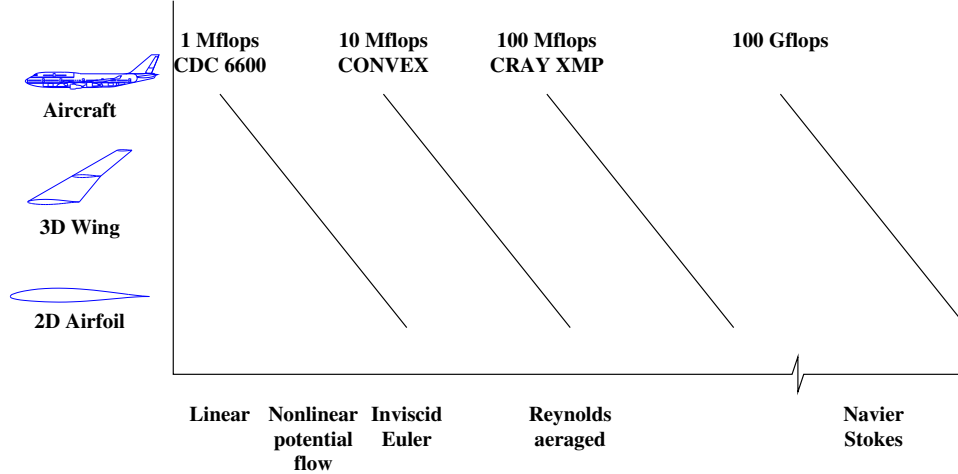 1 Mflops
CDC 6600
10 Mflops
CONVEX
100 Mflops
CRAY XMP
100 Gflops
Aircraft
3D Wing
2D Airfoil
Linear
Nonlinear
potential
flow
Inviscid
Euler
Reynolds
aeraged
Navier
Stokes